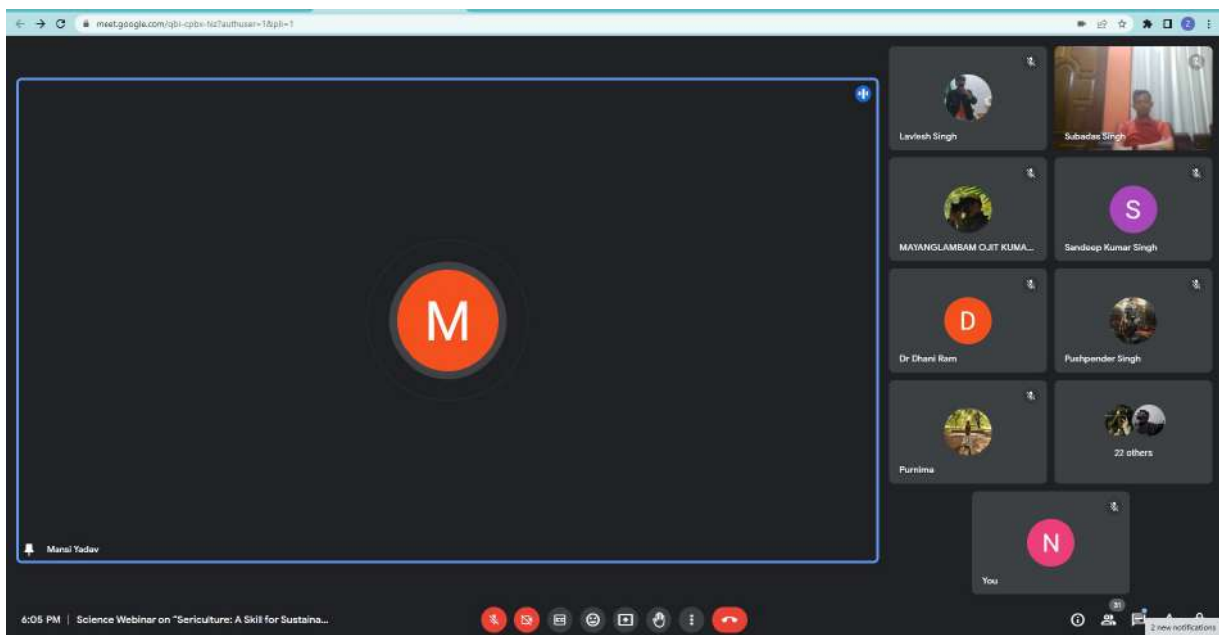 meet.google.com/qbi-cpbx-hiz?authuser=1&pli=1
Z
M
Mansi Yadav
Lavlesh Singh
Subadas Singh
MAYANGLAMBAM OJIT KUMA...
S
Sandeep Kumar Singh
D
Dr Dhani Ram
Pushpender Singh
Purnima
22 others
N
You
6:05 PM | Science Webinar on "Sericulture: A Skill for Sustaina...
31
2 new notifications